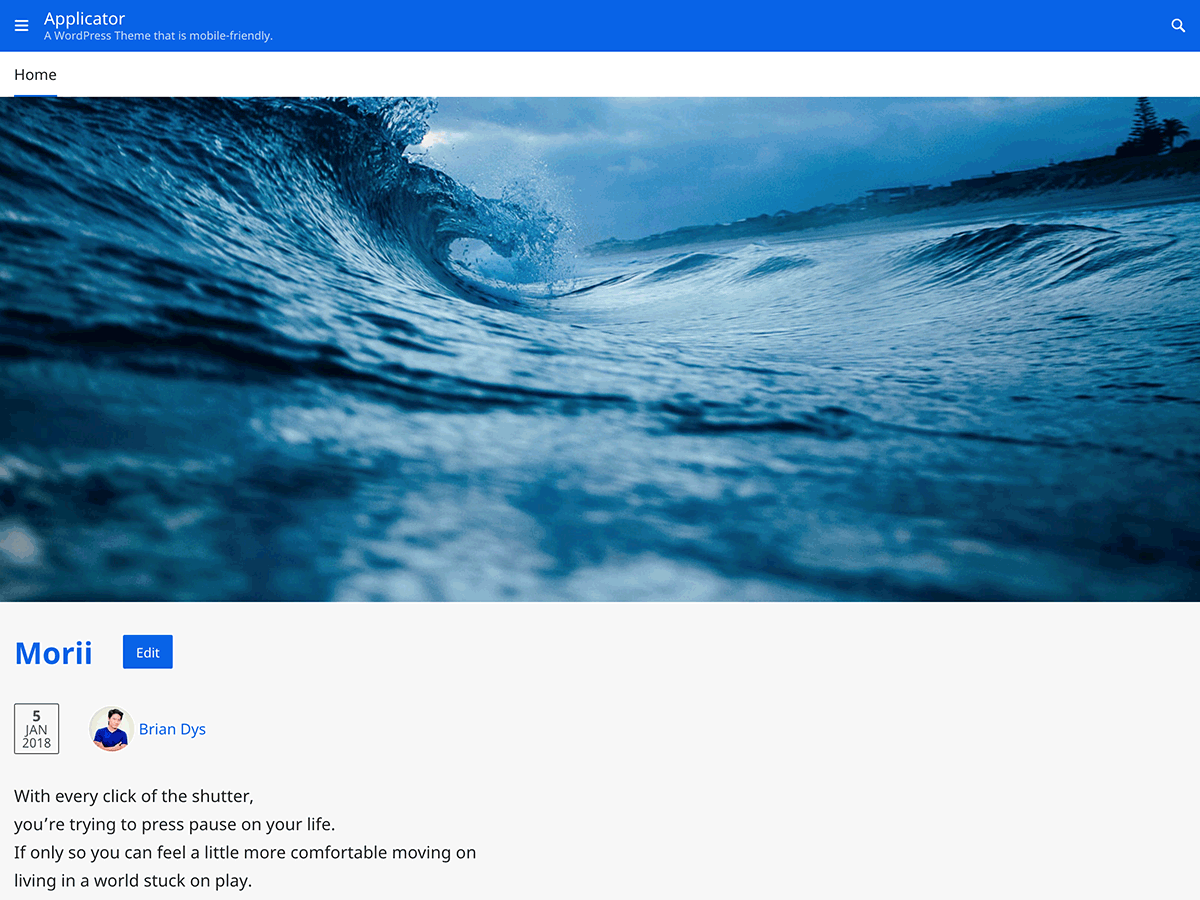 Applicator
A WordPress Theme that is mobile-friendly.
Home
Morii
Edit
5
JAN
2018
Brian Dys
With every click of the shutter,
you’re trying to press pause on your life.
If only so you can feel a little more comfortable moving on
living in a world stuck on play.